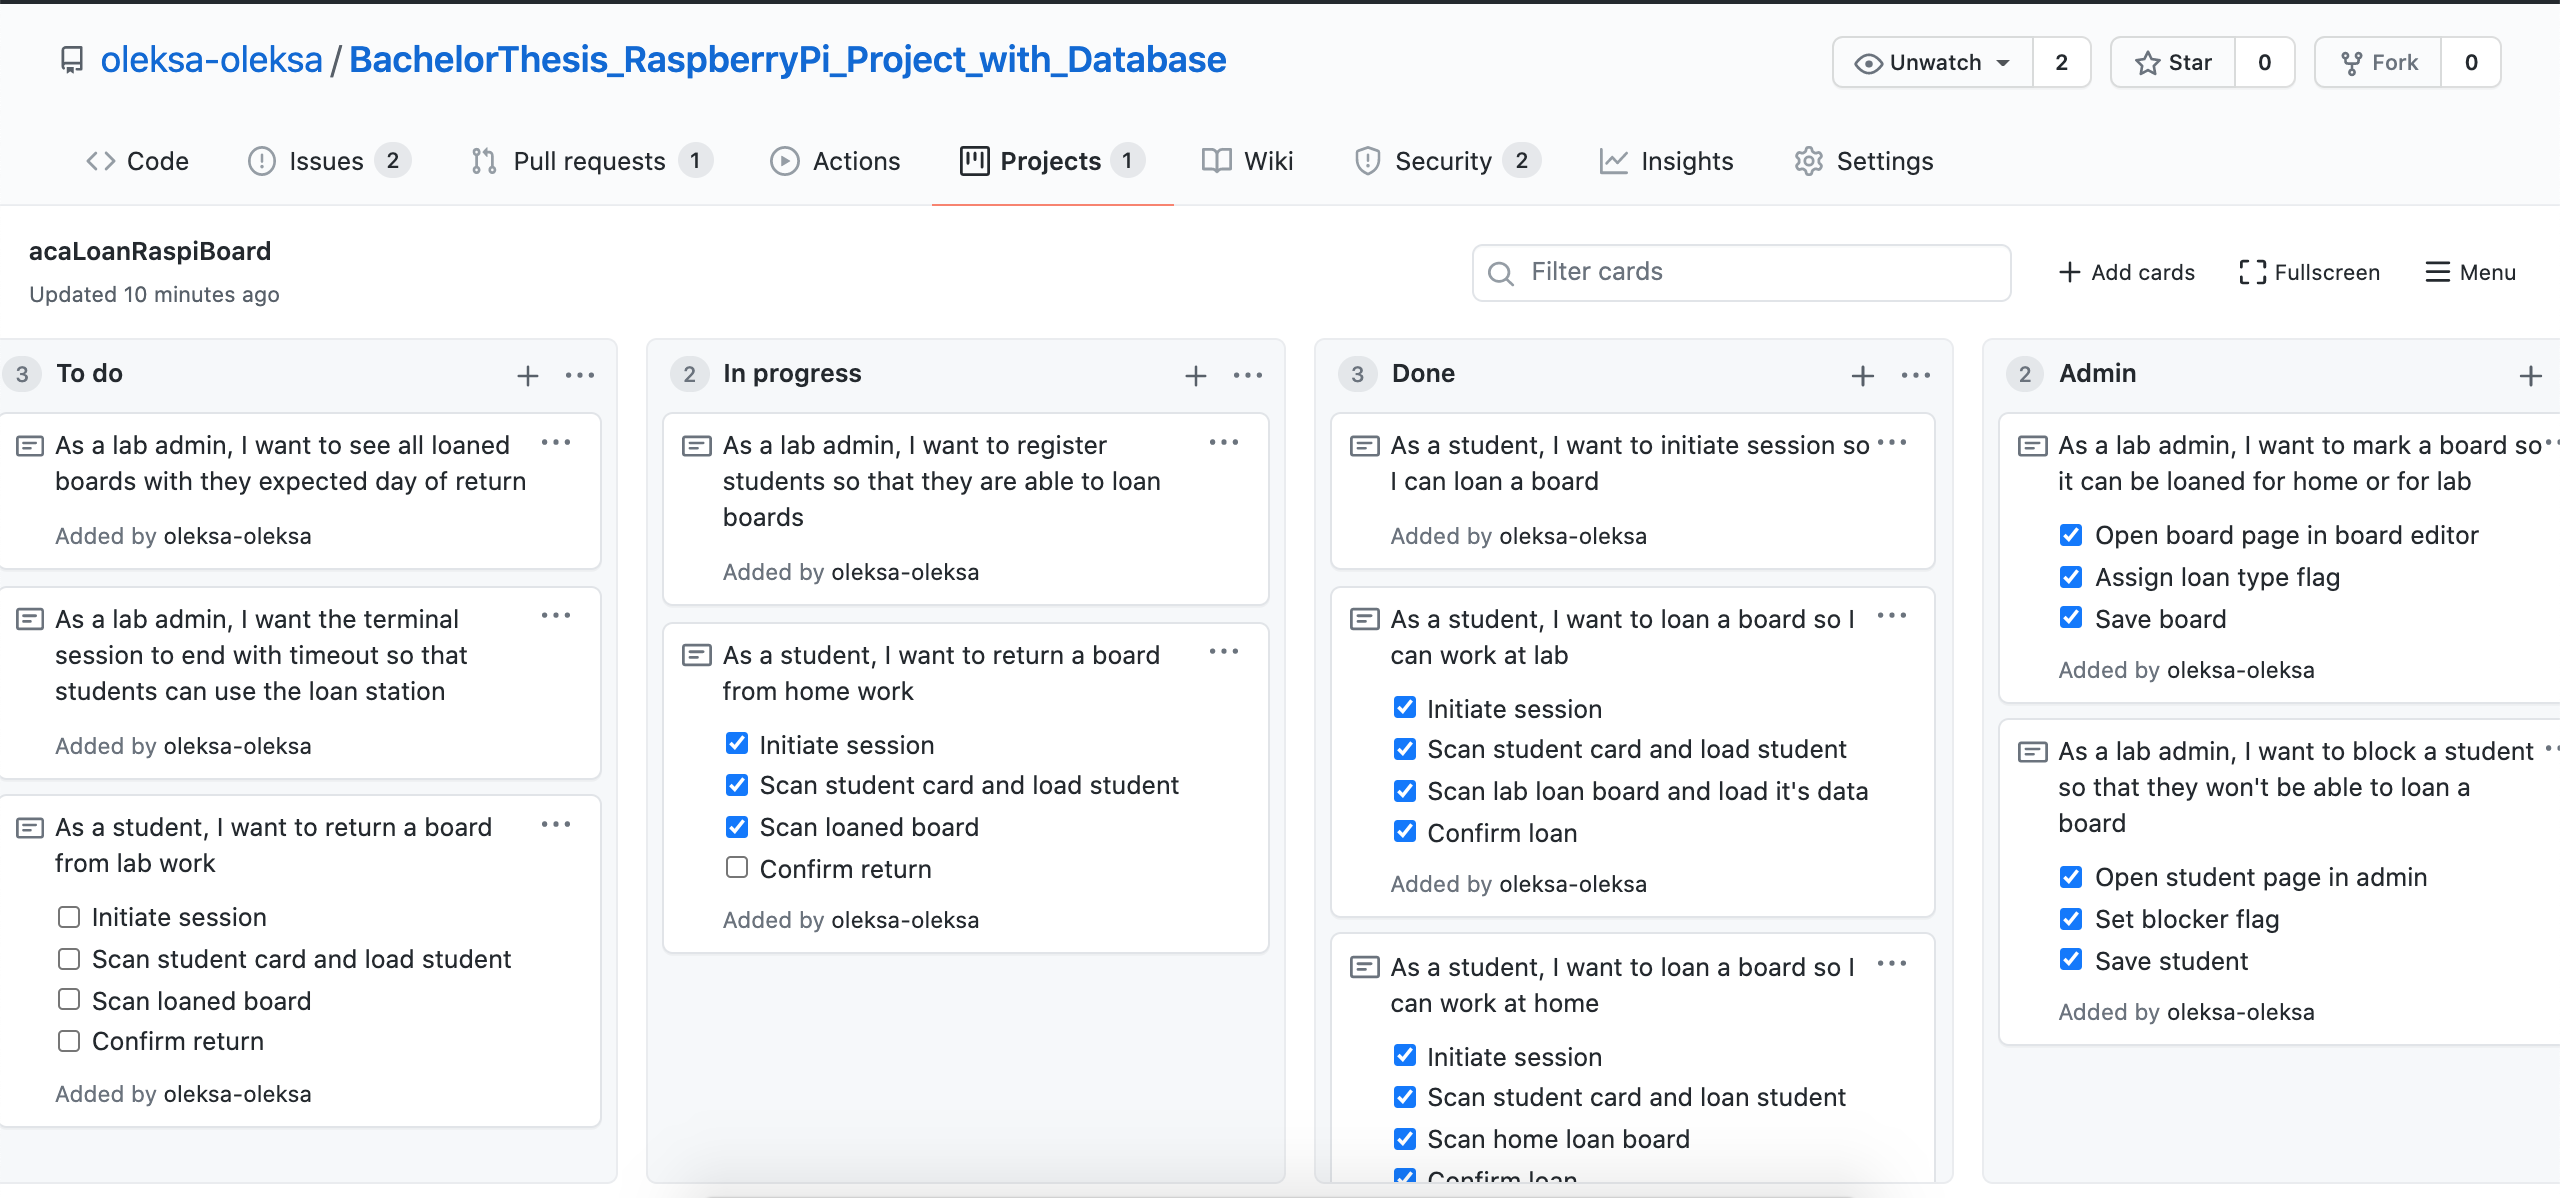 oleksa-oleksa / BachelorThesis_RaspberryPi_Project_with_Database
Unwatch 2
Star 0
Fork 0
Code
Issues 2
Pull requests 1
Actions
Projects 1
Wiki
Security 2
Insights
Settings
acaLoanRaspiBoard
Updated 10 minutes ago
Filter cards
Add cards
Fullscreen
Menu
3 To do
As a lab admin, I want to see all loaned
boards with they expected day of return
Added by oleksa-oleksa
As a lab admin, I want the terminal
session to end with timeout so that
students can use the loan station
Added by oleksa-oleksa
As a student, I want to return a board
from lab work
Initiate session
Scan student card and load student
Scan loaned board
Confirm return
Added by oleksa-oleksa
2 In progress
As a lab admin, I want to register
students so that they are able to loan
boards
Added by oleksa-oleksa
As a student, I want to return a board
from home work
Initiate session
Scan student card and load student
Scan loaned board
Confirm return
Added by oleksa-oleksa
3 Done
As a student, I want to initiate session so
I can loan a board
Added by oleksa-oleksa
As a student, I want to loan a board so I
can work at lab
Initiate session
Scan student card and load student
Scan lab loan board and load it's data
Confirm loan
Added by oleksa-oleksa
As a student, I want to loan a board so I
can work at home
Initiate session
Scan student card and loan student
Scan home loan board
Confirm loan
2 Admin
As a lab admin, I want to mark a board so
it can be loaned for home or for lab
Open board page in board editor
Assign loan type flag
Save board
Added by oleksa-oleksa
As a lab admin, I want to block a student
so that they won't be able to loan a
board
Open student page in admin
Set blocker flag
Save student
Added by oleksa-oleksa